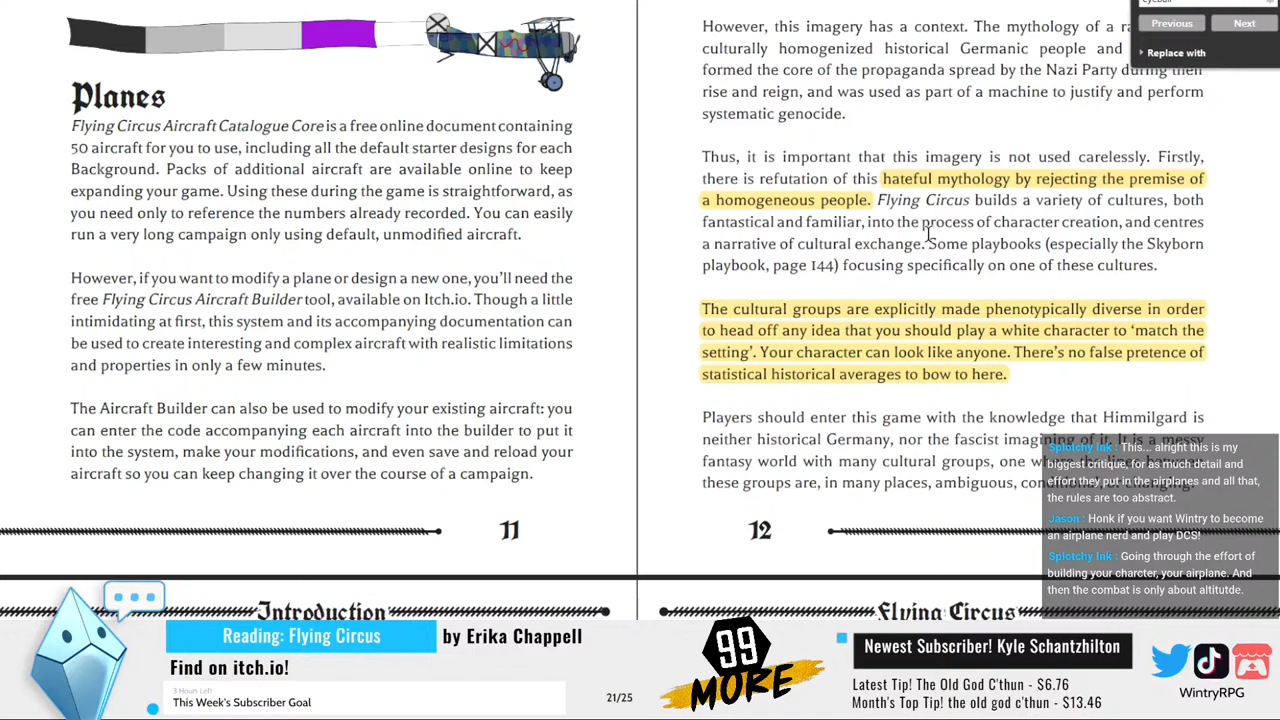 Planes
Flying Circus Aircraft Catalogue Core is a free online document containing
50 aircraft for you to use, including all the default starter designs for each
Background. Packs of additional aircraft are available online to keep
expanding your game. Using these during the game is straightforward, as
you need only to reference the numbers already recorded. You can easily
run a very long campaign only using default, unmodified aircraft.
However, if you want to modify a plane or design a new one, you'll need the
free Flying Circus Aircraft Builder tool, available on Itch.io. Though a little
intimidating at first, this system and its accompanying documentation can
be used to create interesting and complex aircraft with realistic limitations
and properties in only a few minutes.
The Aircraft Builder can also be used to modify your existing aircraft: you
can enter the code accompanying each aircraft into the builder to put it
into the system, make your modifications, and even save and reload your
aircraft so you can keep changing it over the course of a campaign.
11
However, this imagery has a context. The mythology of a
culturally homogenized historical Germanic people and
formed the core of the propaganda spread by the Nazi Party during their
rise and reign, and was used as part of a machine to justify and perform
systematic genocide.
Thus, it is important that this imagery is not used carelessly. Firstly,
there is refutation of this hateful mythology by rejecting the premise of
a homogeneous people. Flying Circus builds a variety of cultures, both
fantastical and familiar, into the process of character creation, and centres
a narrative of cultural exchange. Some playbooks (especially the Skyborn
playbook, page 144) focusing specifically on one of these cultures.
The cultural groups are explicitly made phenotypically diverse in order
to head off any idea that you should play a white character to 'match the
setting'. Your character can look like anyone. There's no false pretence of
statistical historical averages to bow to here.
Players should enter this game with the knowledge that Himmilgard is
neither historical Germany, nor the fascist imagining of it. It is a messy
fantasy world with many cultural groups, one where the lines between
these groups are, in many places, ambiguous,
12
Previous
Next
Replace with
Splotchy Ink : This... alright this is my
biggest critique, for as much detail and
effort they put in the airplanes and all that,
the rules are too abstract.
Jason : Honk if you want Wintry to become
an airplane nerd and play DCS!
Splotchy Ink : Going through the effort of
building your charcter, your airplane. And
then the combat is only about altitutde.
Introduction
Flying Circus
Reading: Flying Circus
by Erika Chappell
Find on itch.io!
3 Hours Left
This Week's Subscriber Goal
21/25
99
MORE
Newest Subscriber! Kyle Schantzhilton
Latest Tip! The Old God C'thun - $6.76
Month's Top Tip! the old god c'thun - $13.46
WintryRPG